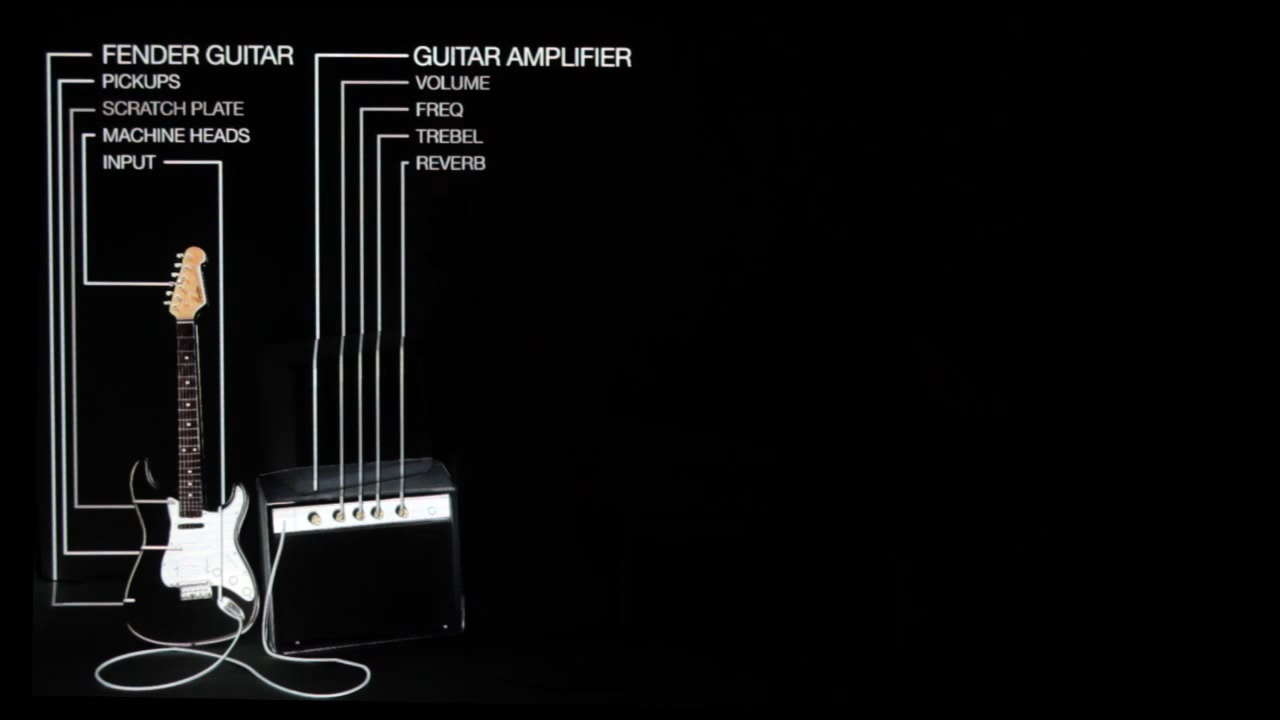 FENDER GUITAR
PICKUPS
SCRATCH PLATE
MACHINE HEADS
INPUT
GUITAR AMPLIFIER
VOLUME
FREQ
TREBEL
REVERB